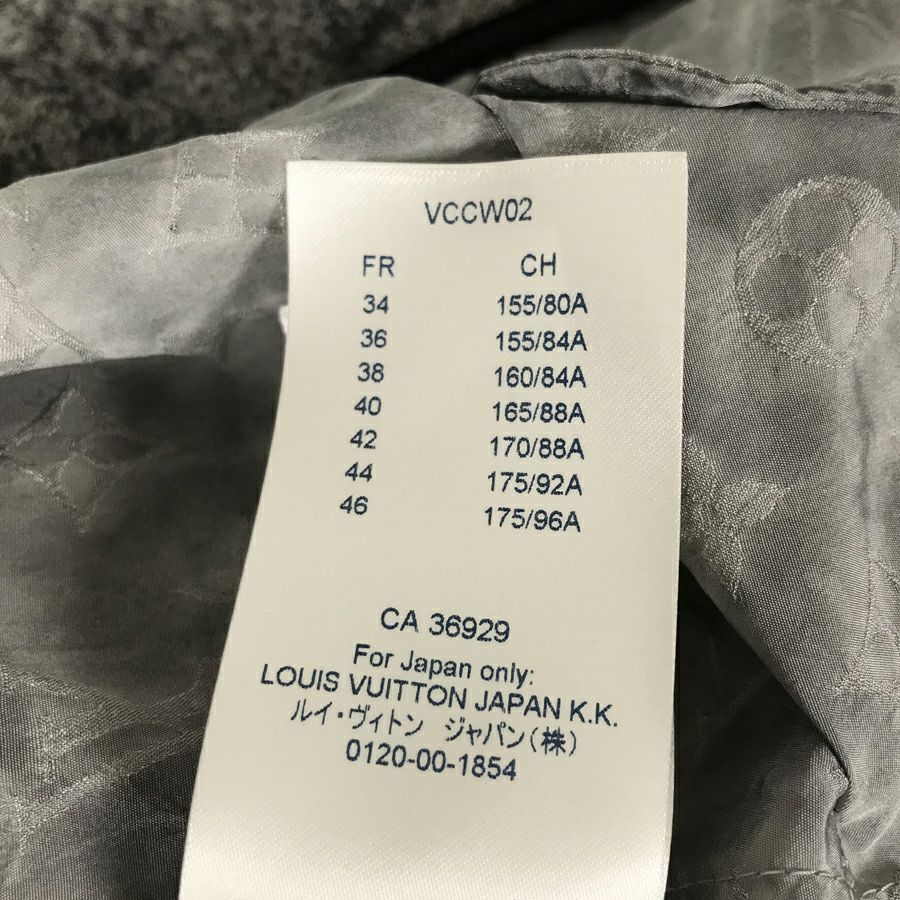 VCCW02
FR CH
34 155/80A
36 155/84A
38 160/84A
40 165/88A
42 170/88A
44 175/92A
46 175/96A
CA 36929
For Japan only:
LOUIS VUITTON JAPAN K.K.
ルイ・ヴィトン ジャパン(株)
0120-00-1854